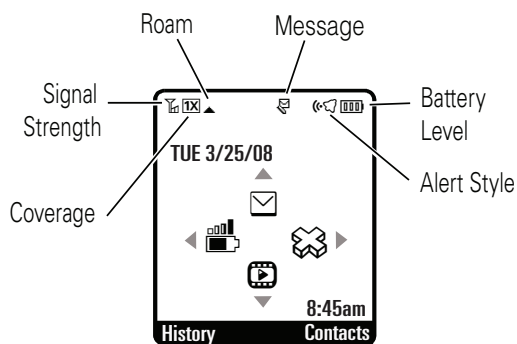 Roam
Message
Signal
Strength
1X
Battery
Level
TUE 3/25/08
Alert Style
Coverage
8:45am
History
Contacts